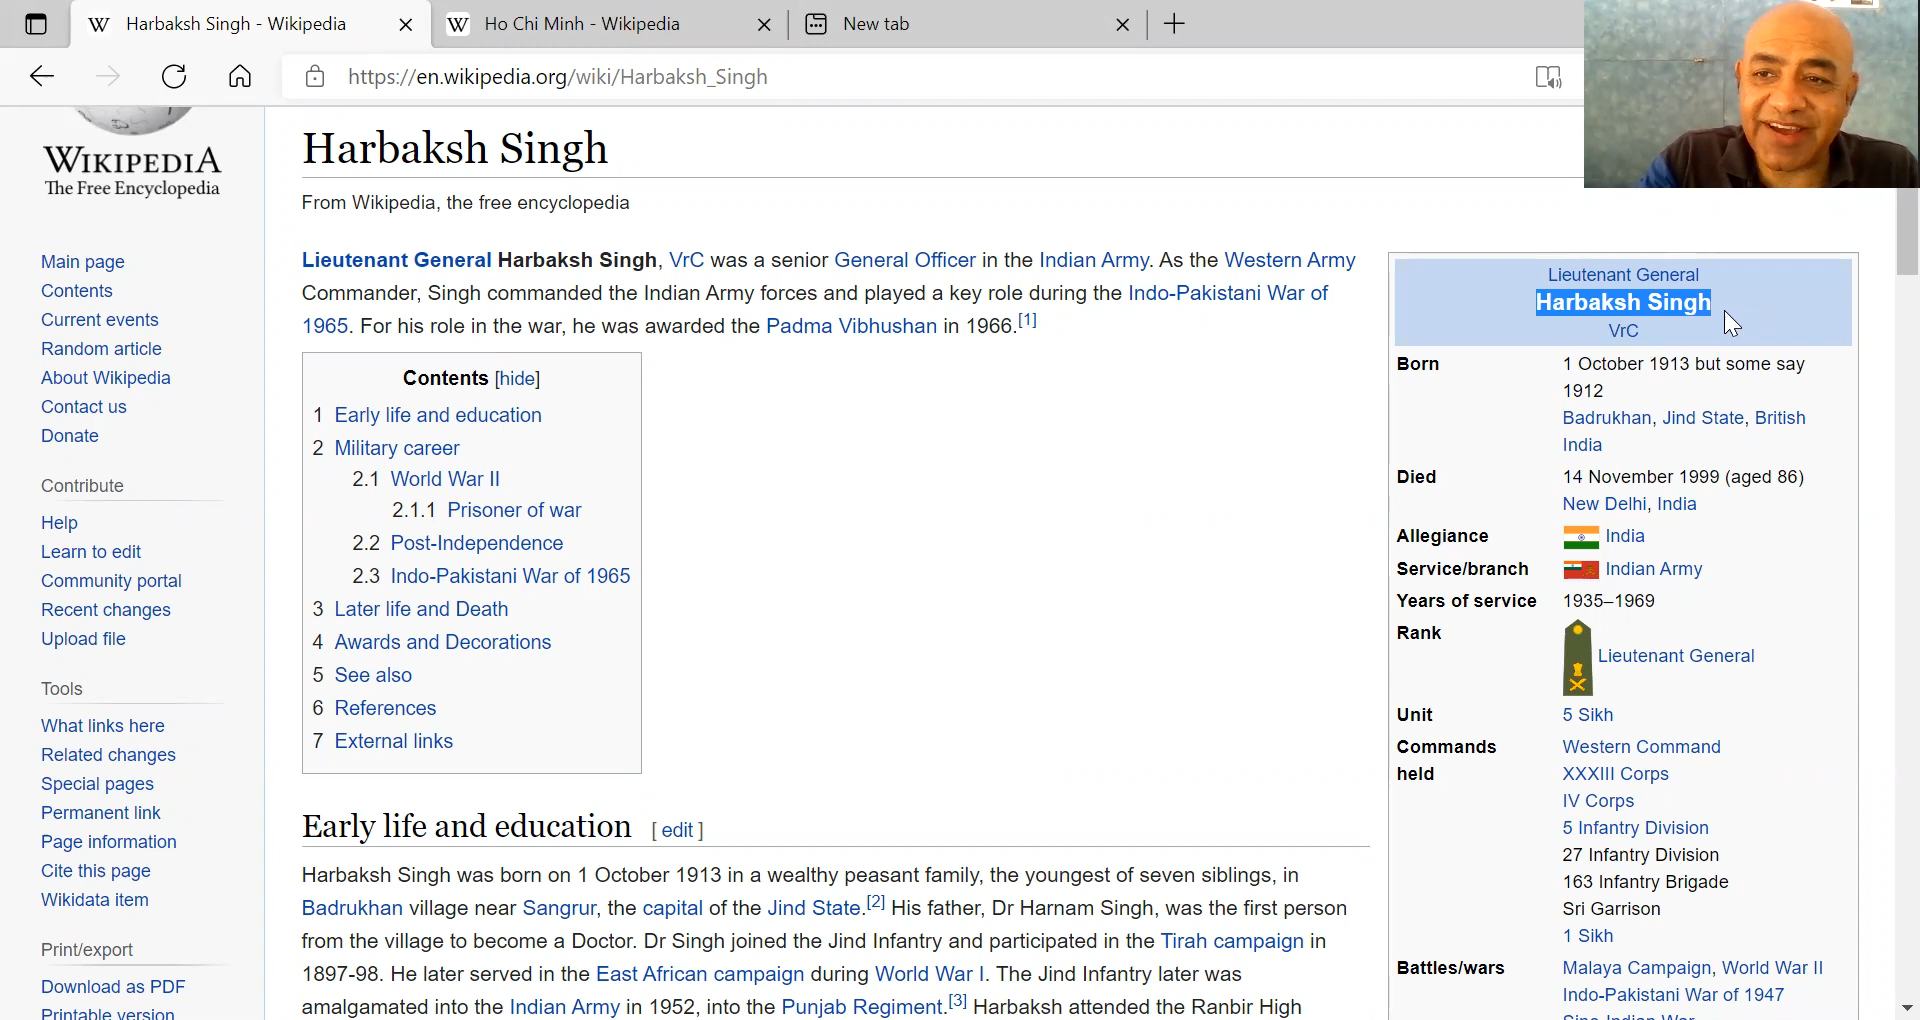 Harbaksh Singh - Wikipedia
Ho Chi Minh - Wikipedia
New tab
https://en.wikipedia.org/wiki/Harbaksh_Singh
WIKIPEDIA
The Free Encyclopedia
Main page
Contents
Current events
Random article
About Wikipedia
Contact us
Donate
Contribute
Help
Learn to edit
Community portal
Recent changes
Upload file
Tools
What links here
Related changes
Special pages
Permanent link
Page information
Cite this page
Wikidata item
Print/export
Download as PDF
Printable version
Harbaksh Singh
From Wikipedia, the free encyclopedia
Lieutenant General Harbaksh Singh, VrC was a senior General Officer in the Indian Army. As the Western Army
Commander, Singh commanded the Indian Army forces and played a key role during the Indo-Pakistani War of
1965. For his role in the war, he was awarded the Padma Vibhushan in 1966.[1]
Contents [hide]
1 Early life and education
2 Military career
2.1 World War II
2.1.1 Prisoner of war
2.2 Post-Independence
2.3 Indo-Pakistani War of 1965
3 Later life and Death
4 Awards and Decorations
5 See also
6 References
7 External links
Early life and education [ edit ]
Harbaksh Singh was born on 1 October 1913 in a wealthy peasant family, the youngest of seven siblings, in
Badrukhan village near Sangrur, the capital of the Jind State.[2] His father, Dr Harnam Singh, was the first person
from the village to become a Doctor. Dr Singh joined the Jind Infantry and participated in the Tirah campaign in
1897-98. He later served in the East African campaign during World War I. The Jind Infantry later was
amalgamated into the Indian Army in 1952, into the Punjab Regiment.[3] Harbaksh attended the Ranbir High
Lieutenant General
Harbaksh Singh
VrC
Born 1 October 1913 but some say
1912
Badrukhan, Jind State, British
India
Died 14 November 1999 (aged 86)
New Delhi, India
Allegiance India
Service/branch Indian Army
Years of service 1935–1969
Rank
Lieutenant General
Unit 5 Sikh
Commands Western Command
held XXXIII Corps
IV Corps
5 Infantry Division
27 Infantry Division
163 Infantry Brigade
Sri Garrison
1 Sikh
Battles/wars Malaya Campaign, World War II
Indo-Pakistani War of 1947
Sino-Indian War